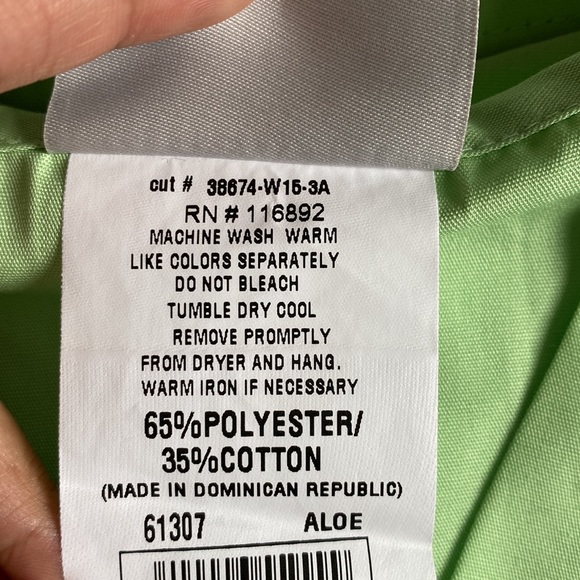 cut # 38674-W15-3A
RN # 116892
MACHINE WASH WARM
LIKE COLORS SEPARATELY
DO NOT BLEACH
TUMBLE DRY COOL
REMOVE PROMPTLY
FROM DRYER AND HANG.
WARM IRON IF NECESSARY
65%POLYESTER/
35%COTTON
(MADE IN DOMINICAN REPUBLIC)
61307 ALOE